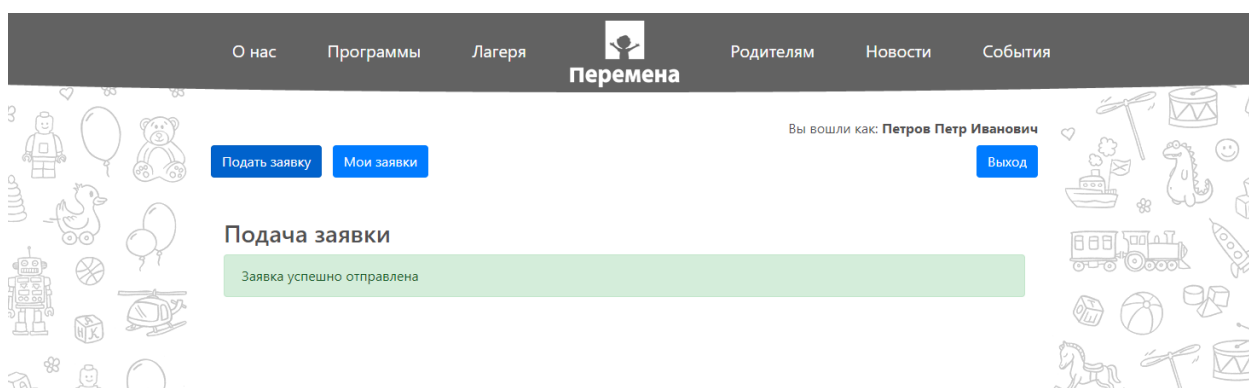 О нас Программы Лагеря Перемена Родителям Новости События
Вы вошли как: Петров Петр Иванович
Подать заявку Мои заявки Выход
Подача заявки
Заявка успешно отправлена